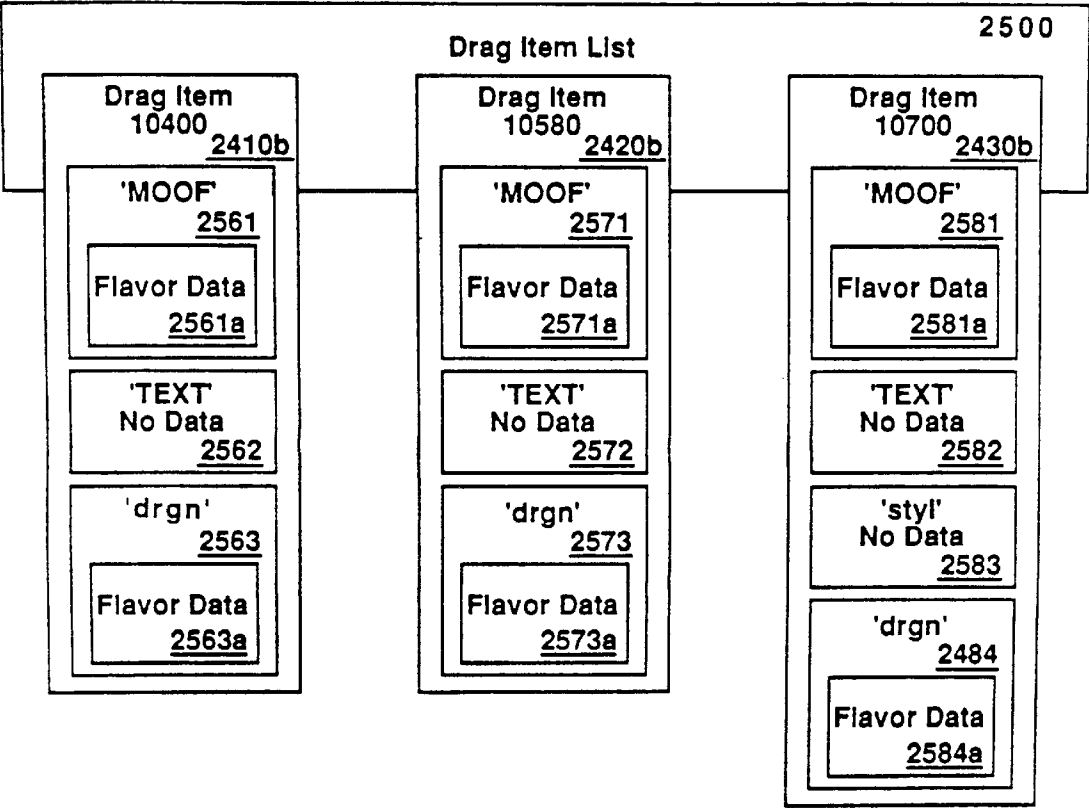 2500
Drag Item List
Drag Item
10400
2410b
'MOOF'
2561
Flavor Data
2561a
'TEXT'
No Data
2562
'drgn'
2563
Flavor Data
2563a
Drag Item
10580
2420b
'MOOF'
2571
Flavor Data
2571a
'TEXT'
No Data
2572
'drgn'
2573
Flavor Data
2573a
Drag Item
10700
2430b
'MOOF'
2581
Flavor Data
2581a
'TEXT'
No Data
2582
'styl'
No Data
2583
'drgn'
2484
Flavor Data
2584a